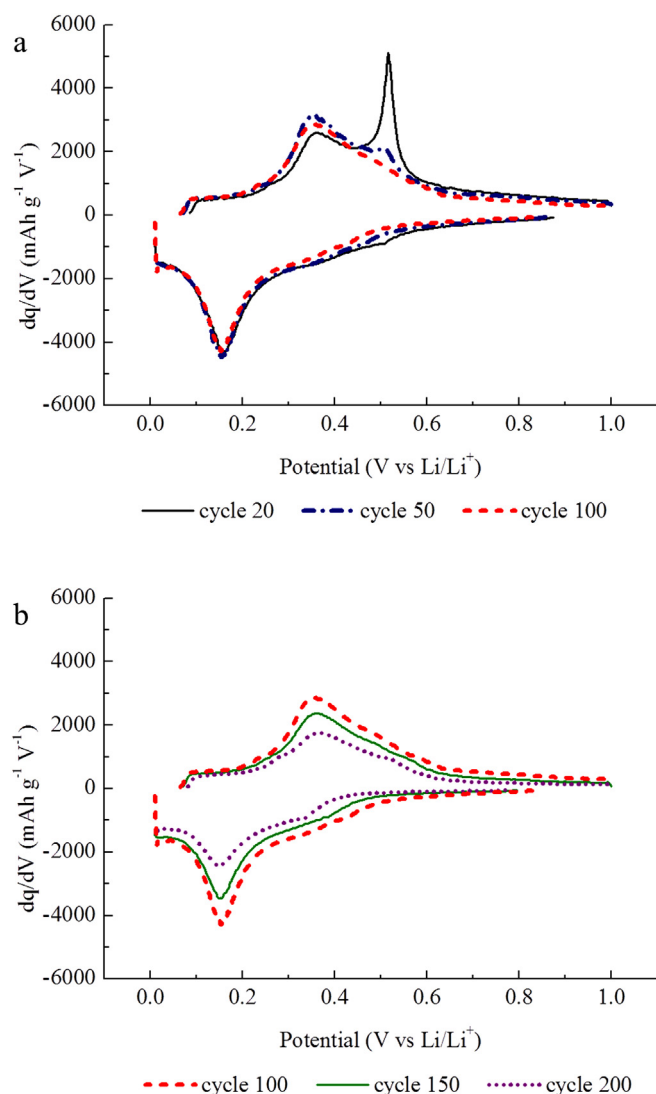 a
6000
4000
2000
0
-2000
-4000
-6000
dq/dV (mAh g⁻¹ V⁻¹)
0.0 0.2 0.4 0.6 0.8 1.0
Potential (V vs Li/Li⁺)
cycle 20 cycle 50 cycle 100
b
6000
4000
2000
0
-2000
-4000
-6000
dq/dV (mAh g⁻¹ V⁻¹)
0.0 0.2 0.4 0.6 0.8 1.0
Potential (V vs Li/Li⁺)
cycle 100 cycle 150 cycle 200